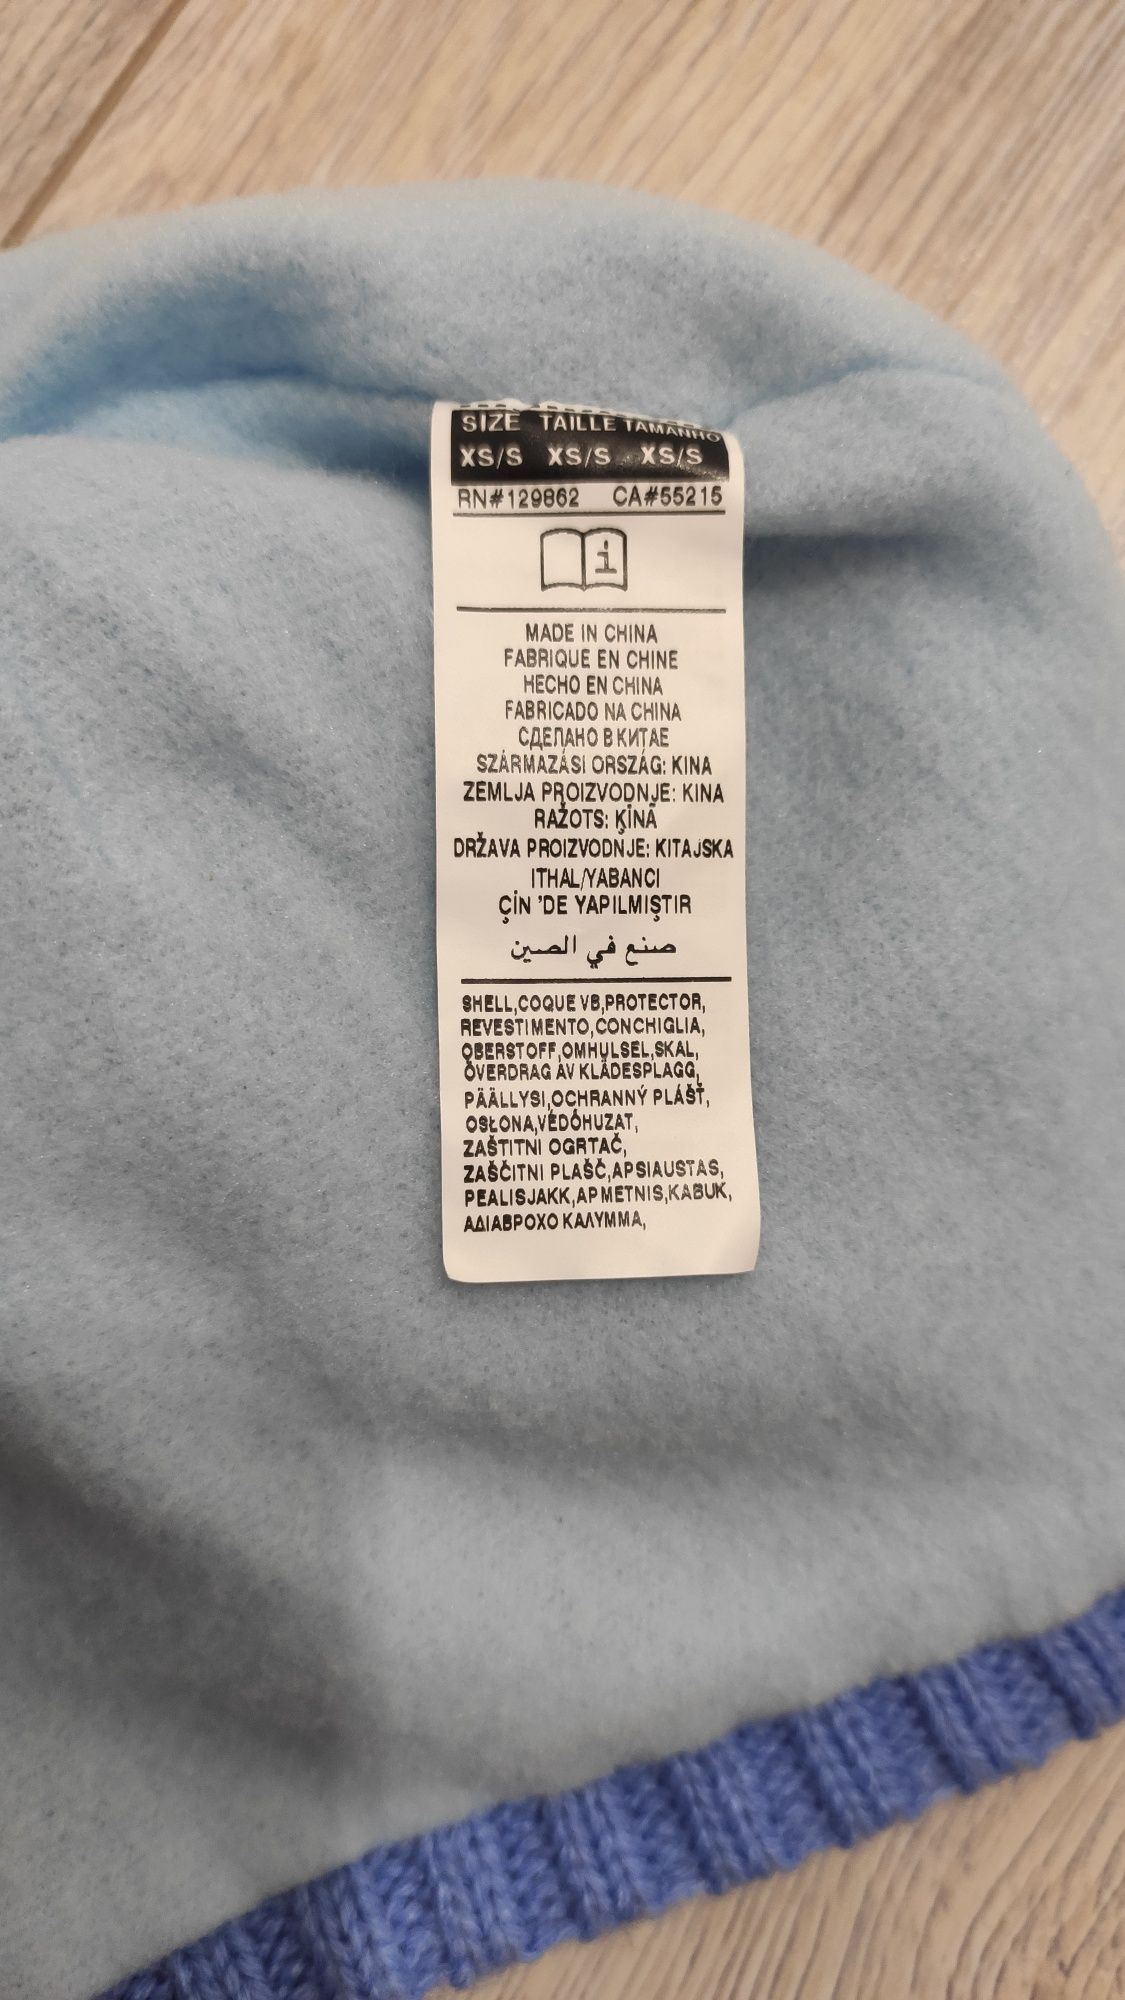 SIZE TAILLE TAMANHO
XS/S XS/S XS/S
RN#129862 CA#55215
i
MADE IN CHINA
FABRIQUE EN CHINE
HECHO EN CHINA
FABRICADO NA CHINA
СДЕЛАНО В КИТАЕ
SZÁRMAZÁSI ORSZÁG: KINA
ZEMLJA PROIZVODNJE: KINA
RAŽOTS: ĶĪNĀ
DRŽAVA PROIZVODNJE: KITAJSKA
ITHAL/YABANCI
ÇİN 'DE YAPILMIŞTIR
صنع في الصين
SHELL,COQUE VB,PROTECTOR,
REVESTIMENTO,CONCHIGLIA,
OBERSTOFF,OMHULSEL,SKAL,
ÖVERDRAG AV KLÄDESPLAGG,
PÄÄLLYSI,OCHRANNÝ PLÁŠŤ,
OSŁONA,VÉDŐHUZAT,
ZAŠTITNI OGRTAČ,
ZAŠČITNI PLAŠČ,APSIAUSTAS,
PEALISJAKK,APMETNIS,KABUK,
ΑΔΙΑΒΡΟΧΟ ΚΑΛΥΜΜΑ,